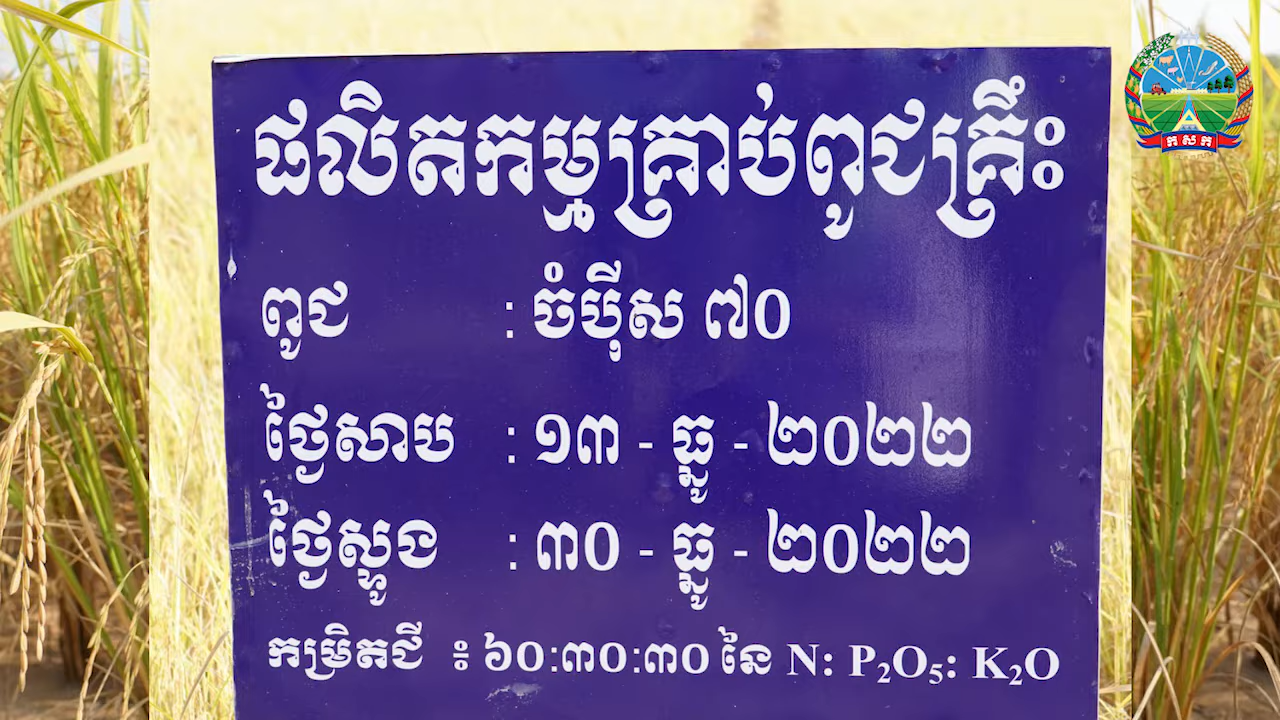 ផលិតកម្មគ្រាប់ពូជគ្រឹះ
ពូជ : ចំប៉ីស ៧០
ថ្ងៃសាប : ១៣ - ធ្នូ - ២០២២
ថ្ងៃស្ទូង : ៣០ - ធ្នូ - ២០២២
កម្រិតជី ៖ ៦០:៣០:៣០ នៃ N: P₂O₅: K₂O
កសក